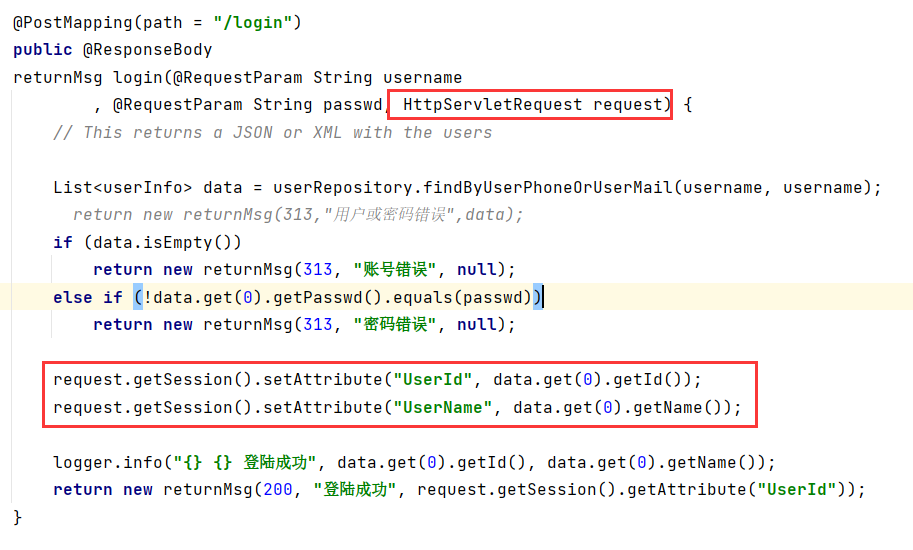 @PostMapping(path = "/login")
public @ResponseBody
returnMsg login(@RequestParam String username
        , @RequestParam String passwd, HttpServletRequest request) {
    // This returns a JSON or XML with the users
    List<userInfo> data = userRepository.findByUserPhoneOrUserMail(username, username);
      return new returnMsg(313,"用户或密码错误",data);
    if (data.isEmpty())
        return new returnMsg(313, "账号错误", null);
    else if (!data.get(0).getPasswd().equals(passwd))
        return new returnMsg(313, "密码错误", null);
    request.getSession().setAttribute("UserId", data.get(0).getId());
    request.getSession().setAttribute("UserName", data.get(0).getName());
    logger.info("{} {} 登陆成功", data.get(0).getId(), data.get(0).getName());
    return new returnMsg(200, "登陆成功", request.getSession().getAttribute("UserId"));
}